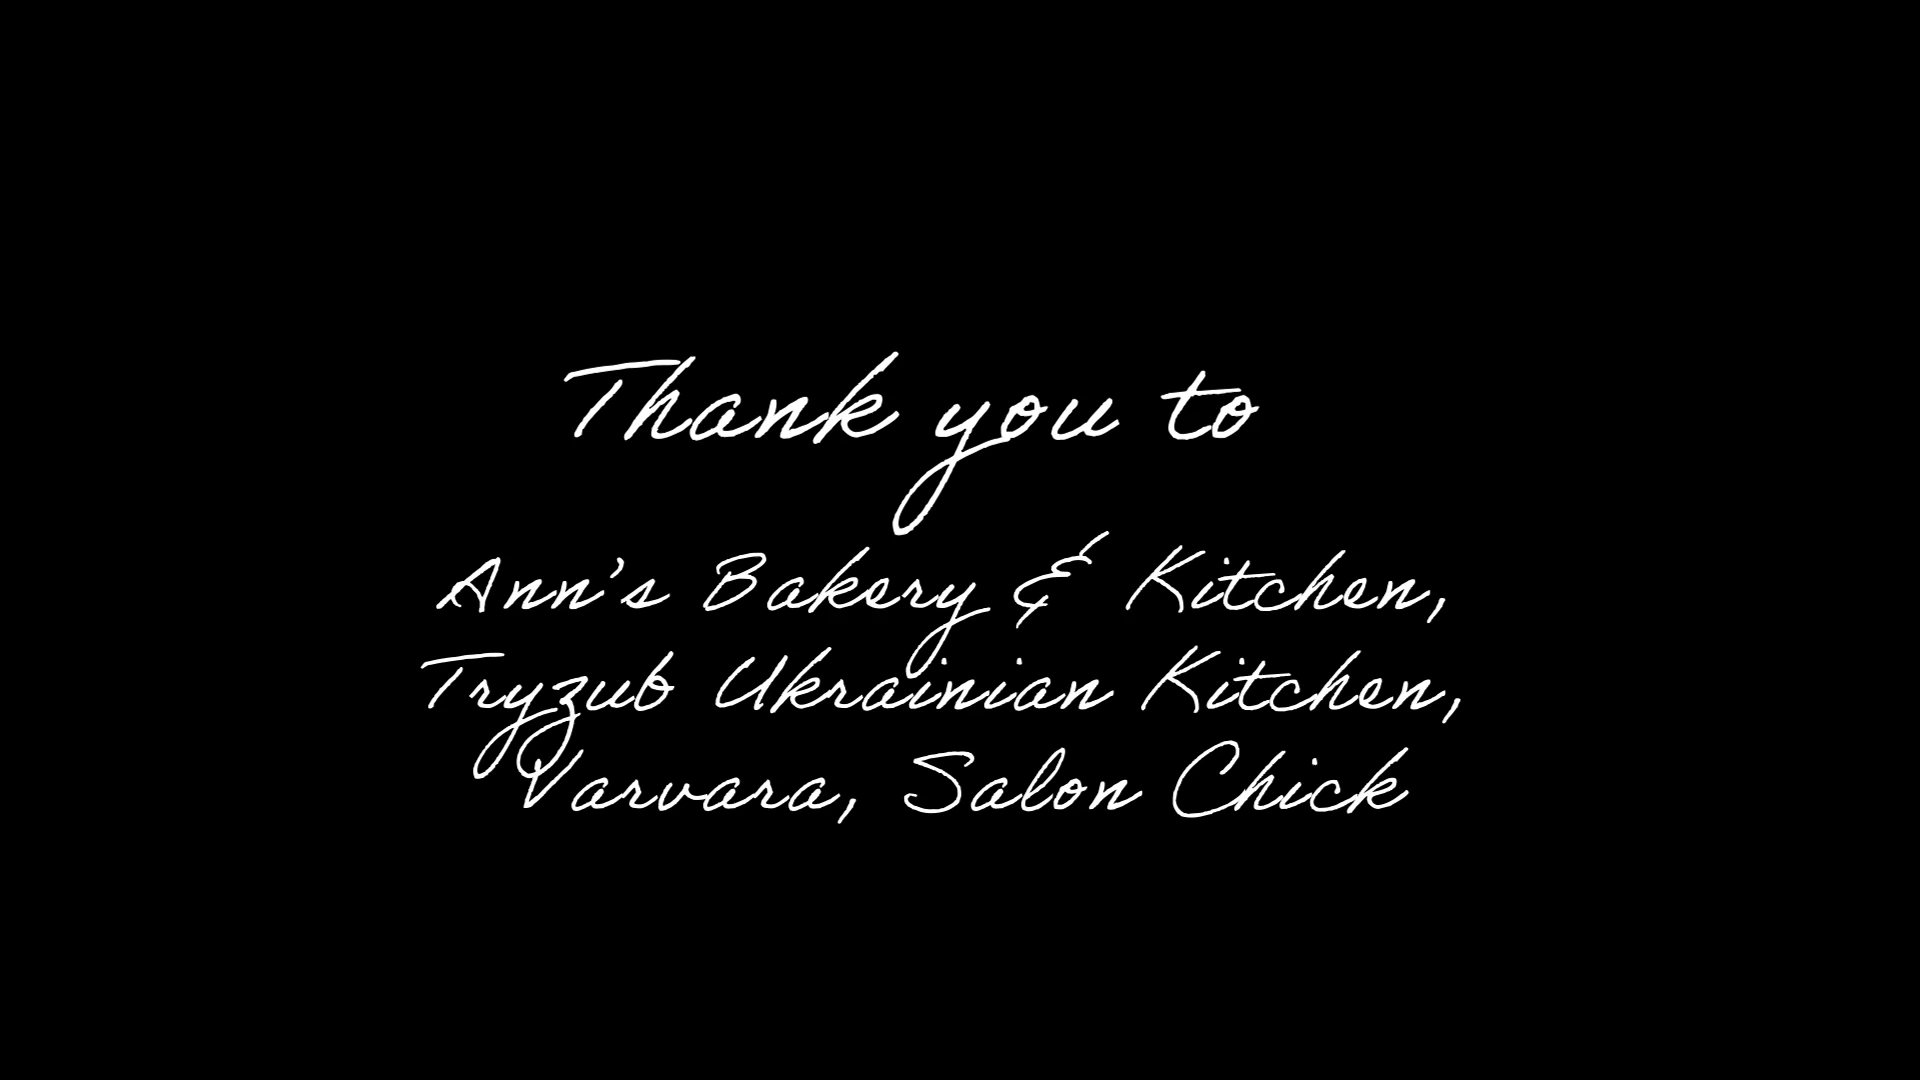 Thank you to
Ann's Bakery & Kitchen,
Tryzub Ukrainian Kitchen,
Varvara, Salon Chick